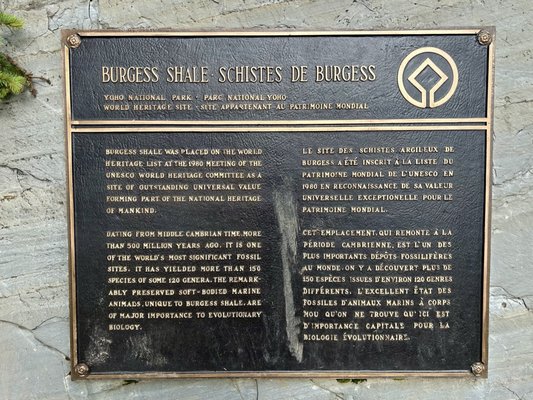 BURGESS SHALE · SCHISTES DE BURGESS
YOHO NATIONAL PARK · PARC NATIONAL YOHO
WORLD HERITAGE SITE · SITE APPARTENANT AU PATRIMOINE MONDIAL
BURGESS SHALE WAS PLACED ON THE WORLD
HERITAGE LIST AT THE 1980 MEETING OF THE
UNESCO WORLD HERITAGE COMMITTEE AS A
SITE OF OUTSTANDING UNIVERSAL VALUE
FORMING PART OF THE NATIONAL HERITAGE
OF MANKIND.
DATING FROM MIDDLE CAMBRIAN TIME, MORE
THAN 500 MILLION YEARS AGO, IT IS ONE
OF THE WORLD'S MOST SIGNIFICANT FOSSIL
SITES. IT HAS YIELDED MORE THAN 150
SPECIES OF SOME 120 GENERA. THE REMARK-
ABLY PRESERVED SOFT-BODIED MARINE
ANIMALS, UNIQUE TO BURGESS SHALE, ARE
OF MAJOR IMPORTANCE TO EVOLUTIONARY
BIOLOGY.
LE SITE DES SCHISTES ARGILEUX DE
BURGESS A ÉTÉ INSCRIT À LA LISTE DU
PATRIMOINE MONDIAL DE L'UNESCO EN
1980 EN RECONNAISSANCE DE SA VALEUR
UNIVERSELLE EXCEPTIONELLE POUR LE
PATRIMOINE MONDIAL.
CET EMPLACEMENT, QUI REMONTE À LA
PÉRIODE CAMBRIENNE, EST L'UN DES
PLUS IMPORTANTS DÉPÔTS FOSSILIFÈRES
AU MONDE. ON Y A DÉCOUVERT PLUS DE
150 ESPÈCES ISSUES D'ENVIRON 120 GENRES
DIFFÉRENTS. L'EXCELLENT ÉTAT DES
FOSSILES D'ANIMAUX MARINS À CORPS
MOU QU'ON NE TROUVE QU'ICI EST
D'IMPORTANCE CAPITALE POUR LA
BIOLOGIE ÉVOLUTIONNAIRE.